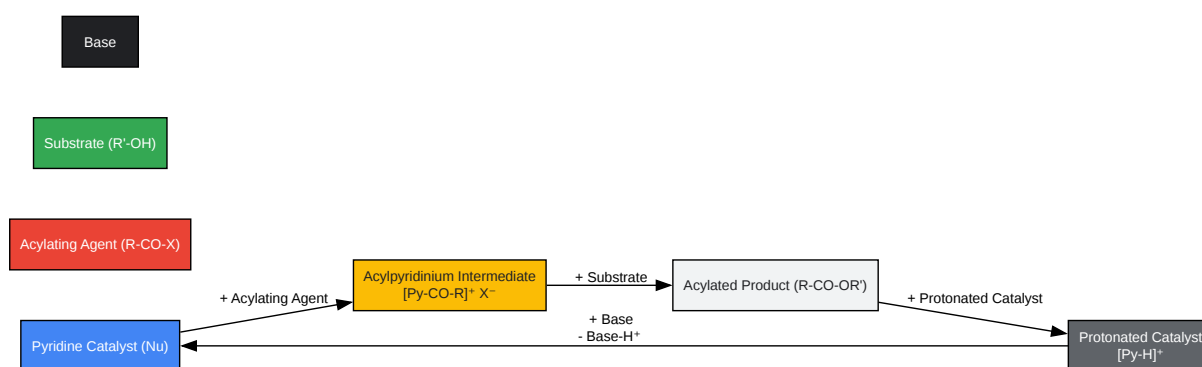 Base
Substrate (R'-OH)
Acylating Agent (R-CO-X)
Pyridine Catalyst (Nu)
+ Acylating Agent
Acylpyridinium Intermediate
[Py-CO-R]⁺ X⁻
+ Substrate
Acylated Product (R-CO-OR')
+ Protonated Catalyst
+ Base
- Base-H⁺
Protonated Catalyst
[Py-H]⁺